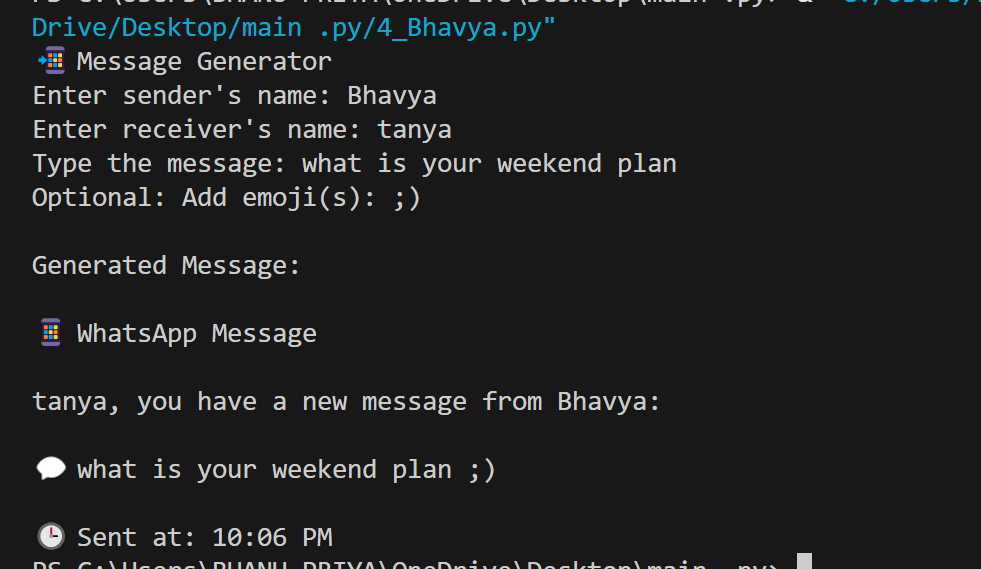 Drive/Desktop/main .py/4_Bhavya.py"
📲 Message Generator
Enter sender's name: Bhavya
Enter receiver's name: tanya
Type the message: what is your weekend plan
Optional: Add emoji(s): ;)
Generated Message:
📱 WhatsApp Message
tanya, you have a new message from Bhavya:
💬 what is your weekend plan ;)
🕒 Sent at: 10:06 PM
PS C:\Users\BHANU PRIYA\OneDrive\Desktop\main .py>